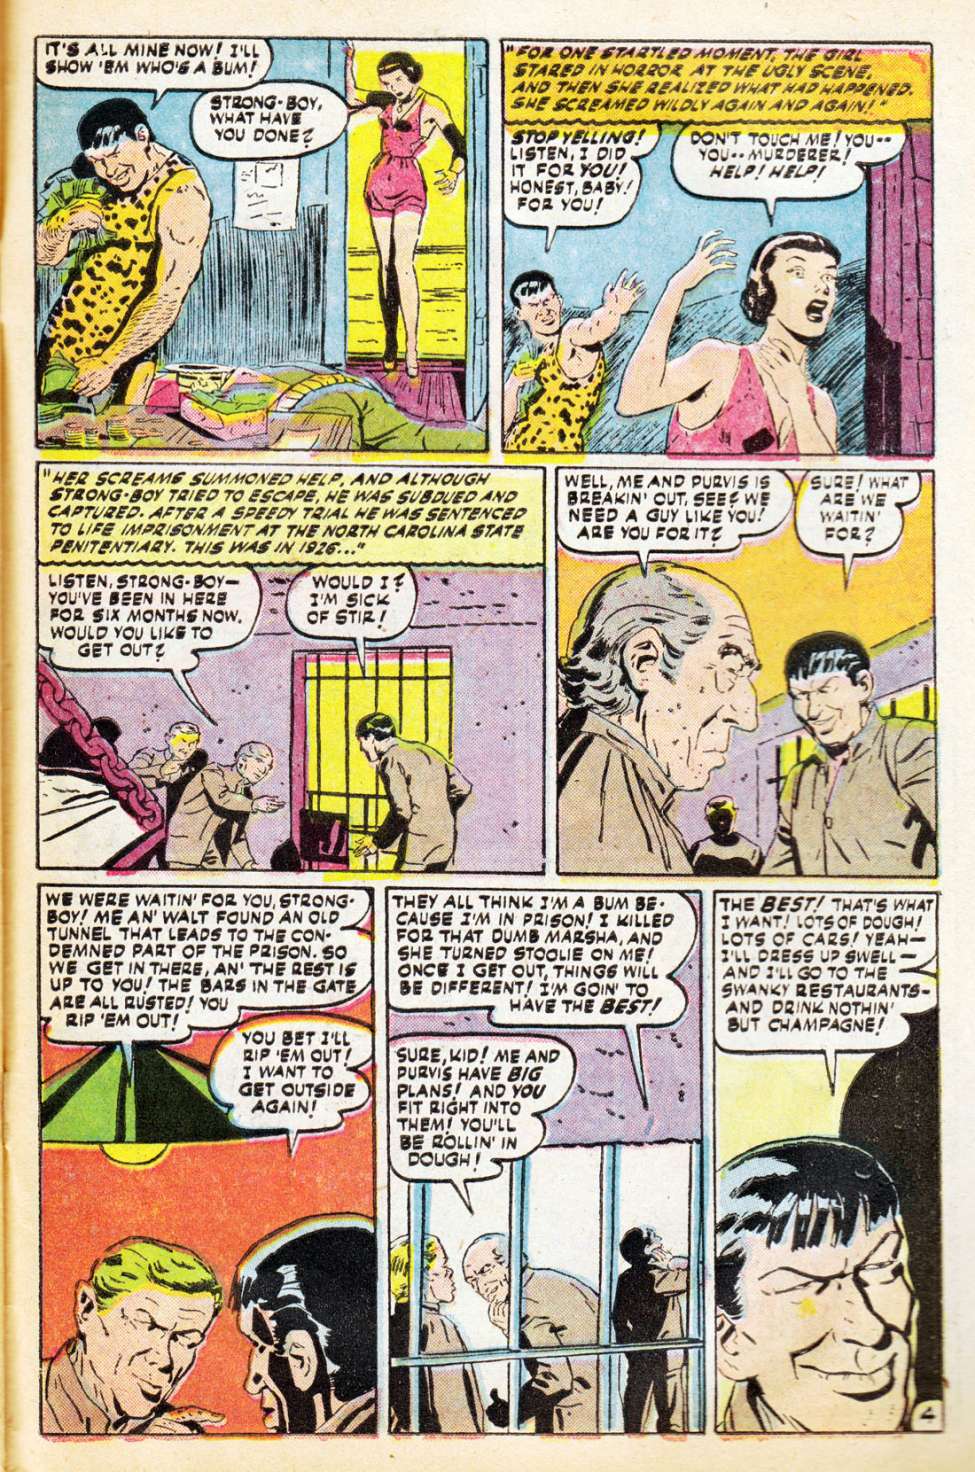 IT'S ALL MINE NOW! I'LL
SHOW 'EM WHO'S A BUM!
STRONG-BOY,
WHAT HAVE
YOU DONE?
"FOR ONE STARTLED MOMENT, THE GIRL
STARED IN HORROR AT THE UGLY SCENE,
AND THEN SHE REALIZED WHAT HAD HAPPENED.
SHE SCREAMED WILDLY AGAIN AND AGAIN!"
STOP YELLING!
LISTEN, I DID
IT FOR YOU!
HONEST, BABY!
FOR YOU!
DON'T TOUCH ME! YOU--
YOU-- MURDERER!
HELP! HELP!
"HER SCREAMS SUMMONED HELP, AND ALTHOUGH
STRONG-BOY TRIED TO ESCAPE, HE WAS SUBDUED AND
CAPTURED. AFTER A SPEEDY TRIAL HE WAS SENTENCED
TO LIFE IMPRISONMENT AT THE NORTH CAROLINA STATE
PENITENTIARY. THIS WAS IN 1926..."
LISTEN, STRONG-BOY—
YOU'VE BEEN IN HERE
FOR SIX MONTHS NOW.
WOULD YOU LIKE TO
GET OUT?
WOULD I?
I'M SICK
OF STIR!
WELL, ME AND PURVIS IS
BREAKIN' OUT, SEE? WE
NEED A GUY LIKE YOU!
ARE YOU FOR IT?
SURE! WHAT
ARE WE
WAITIN'
FOR?
WE WERE WAITIN' FOR YOU, STRONG-
BOY! ME AN' WALT FOUND AN OLD
TUNNEL THAT LEADS TO THE CON-
DEMNED PART OF THE PRISON. SO
WE GET IN THERE, AN' THE REST IS
UP TO YOU! THE BARS IN THE GATE
ARE ALL RUSTED! YOU
RIP 'EM OUT!
YOU BET I'LL
RIP 'EM OUT!
I WANT TO
GET OUTSIDE
AGAIN!
THEY ALL THINK I'M A BUM BE-
CAUSE I'M IN PRISON! I KILLED
FOR THAT DUMB MARSHA, AND
SHE TURNED STOOLIE ON ME!
ONCE I GET OUT, THINGS WILL
BE DIFFERENT! I'M GOIN' TO
HAVE THE BEST!
SURE, KID! ME AND
PURVIS HAVE BIG
PLANS! AND YOU
FIT RIGHT INTO
THEM! YOU'LL
BE ROLLIN' IN
DOUGH!
THE BEST! THAT'S WHAT
I WANT! LOTS OF DOUGH!
LOTS OF CARS! YEAH—
I'LL DRESS UP SWELL—
AND I'LL GO TO THE
SWANKY RESTAURANTS—
AND DRINK NOTHIN'
BUT CHAMPAGNE!
4